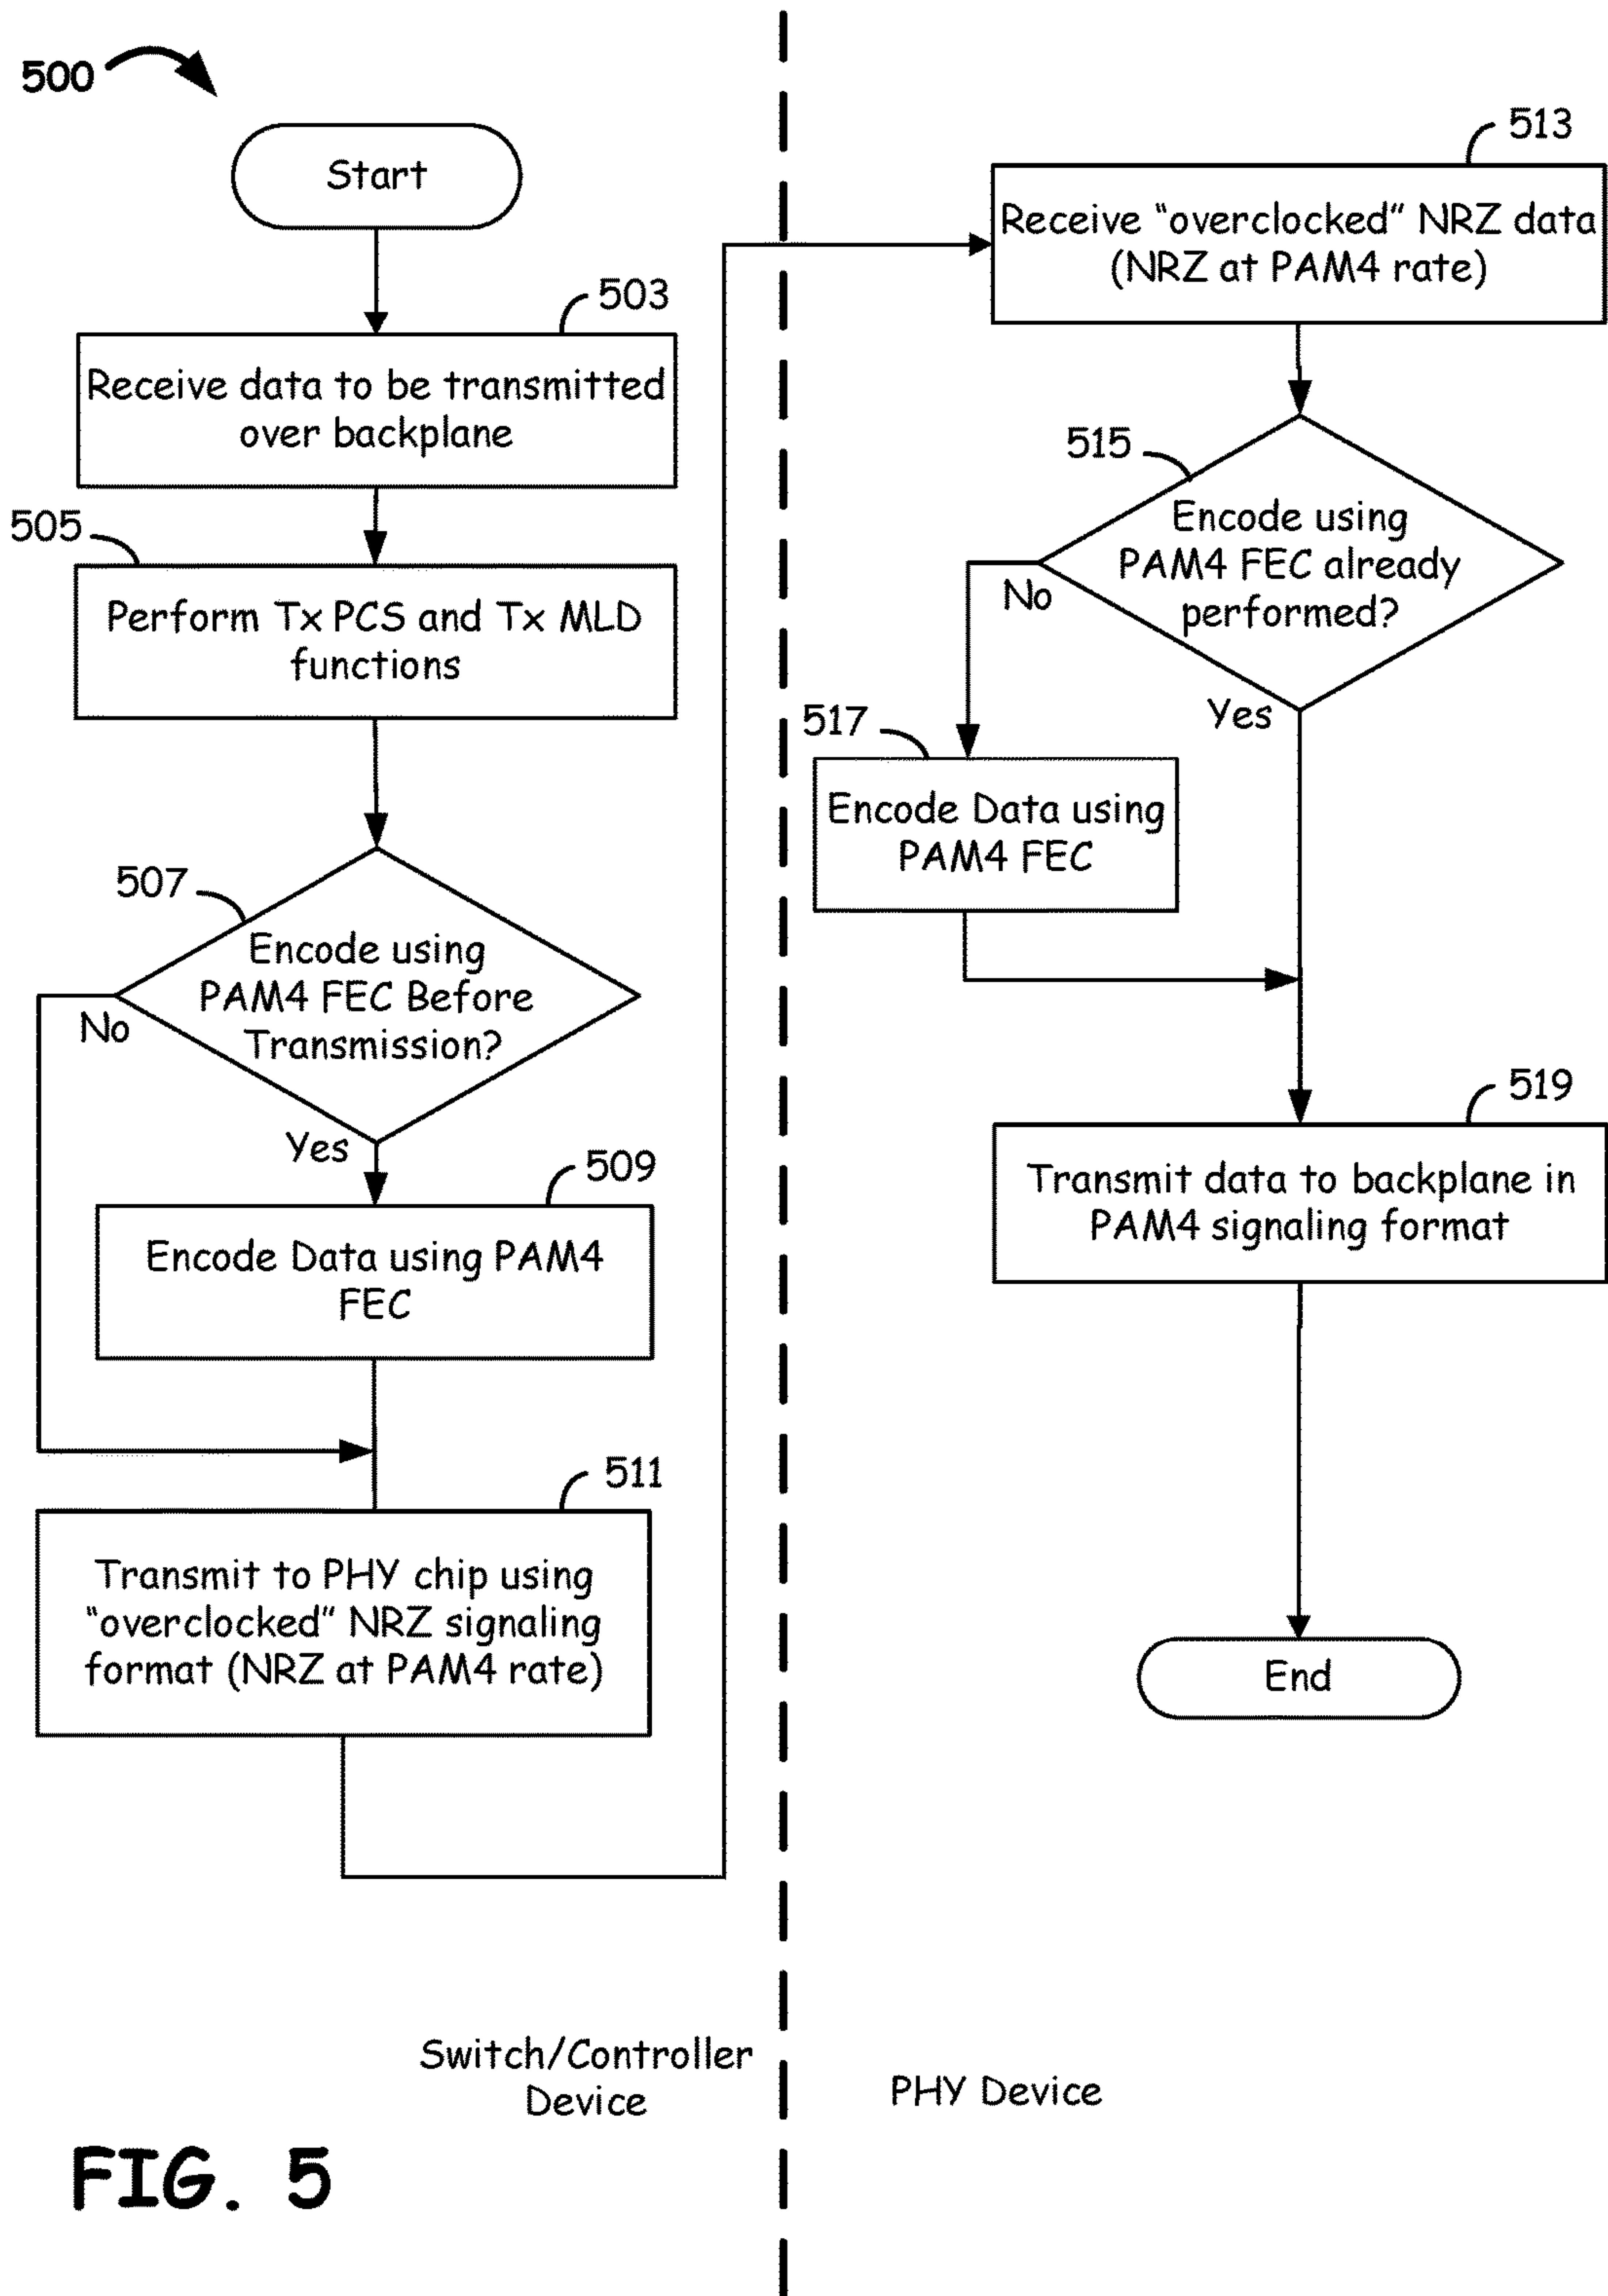 500
Start
503
Receive data to be transmitted
over backplane
505
Perform Tx PCS and Tx MLD
functions
507
Encode using
PAM4 FEC Before
Transmission?
No
Yes
509
Encode Data using PAM4
FEC
511
Transmit to PHY chip using
“overclocked” NRZ signaling
format (NRZ at PAM4 rate)
513
Receive “overclocked” NRZ data
(NRZ at PAM4 rate)
515
Encode using
PAM4 FEC already
performed?
No
Yes
517
Encode Data using
PAM4 FEC
519
Transmit data to backplane in
PAM4 signaling format
End
Switch/Controller
Device
PHY Device
FIG. 5